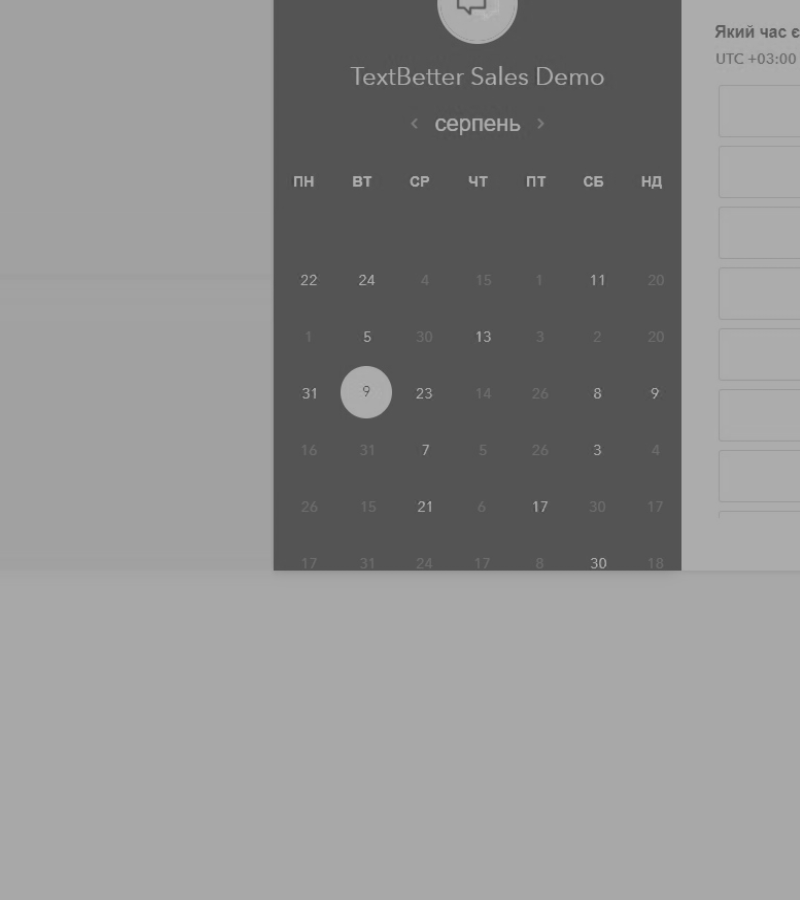 TextBetter Sales Demo
серпень
ПН ВТ СР ЧТ ПТ СБ НД
22 24 4 15 1 11 20
1 5 30 13 3 2 20
31 9 23 14 26 8 9
16 31 7 5 26 3 4
26 15 21 6 17 30 17
17 31 24 17 8 30 18
Який час є
UTC +03:00